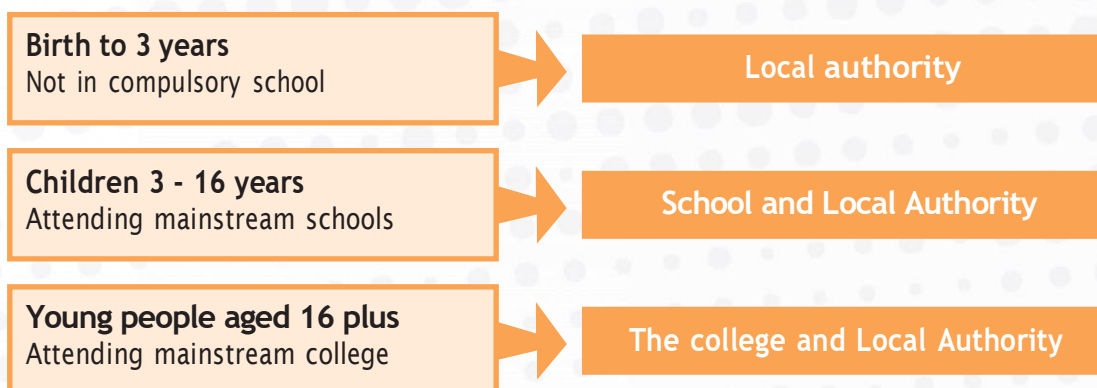 Birth to 3 years
Not in compulsory school
Local authority
Children 3 - 16 years
Attending mainstream schools
School and Local Authority
Young people aged 16 plus
Attending mainstream college
The college and Local Authority